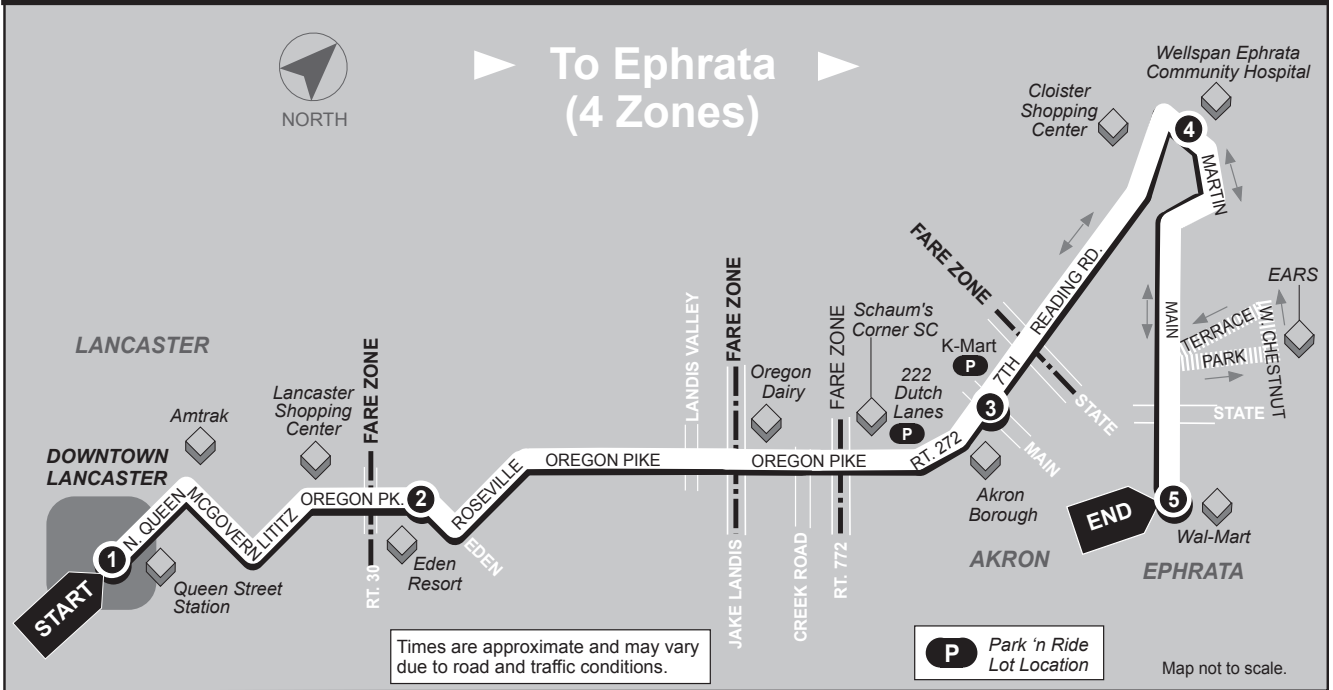 To Ephrata
(4 Zones)
NORTH
Wellspan Ephrata
Community Hospital
Cloister
Shopping
Center
4
MARTIN
FARE ZONE
READING RD.
EARS
MAIN
TERRACE
W. CHESTNUT
PARK
STATE
LANCASTER
Amtrak
Lancaster
Shopping
Center
FARE ZONE
LANDIS VALLEY
FARE ZONE
Oregon
Dairy
FARE ZONE
Schaum's
Corner SC
K-Mart
P
222
Dutch
Lanes
P
7TH
3
STATE
MAIN
DOWNTOWN
LANCASTER
START
1
N. QUEEN
MCGOVERN
LITITZ
OREGON PK.
2
ROSEVILLE
EDEN
OREGON PIKE
OREGON PIKE
RT. 272
Queen Street
Station
RT. 30
Eden
Resort
JAKE LANDIS
CREEK ROAD
RT. 772
Akron
Borough
AKRON
END
5
Wal-Mart
EPHRATA
Times are approximate and may vary
due to road and traffic conditions.
P
Park ‘n Ride
Lot Location
Map not to scale.